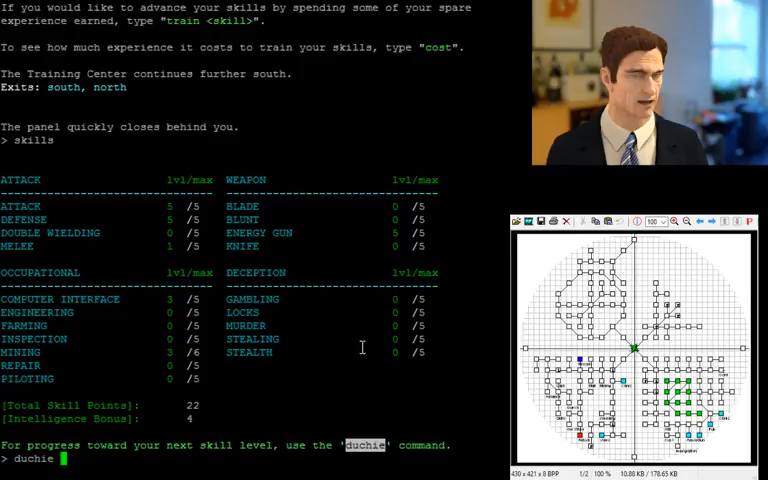 If you would like to advance your skills by spending some of your spare
experience earned, type "train <skill>".
To see how much experience it costs to train your skills, type "cost".
The Training Center continues further south.
Exits: south, north
The panel quickly closes behind you.
> skills
ATTACK lvl/max WEAPON lvl/max
ATTACK 5 /5 BLADE 0 /5
DEFENSE 5 /5 BLUNT 0 /5
DOUBLE WIELDING 0 /5 ENERGY GUN 5 /5
MELEE 1 /5 KNIFE 0 /5
OCCUPATIONAL lvl/max DECEPTION lvl/max
COMPUTER INTERFACE 3 /5 GAMBLING 0 /5
ENGINEERING 0 /5 LOCKS 0 /5
FARMING 0 /5 MURDER 0 /5
INSPECTION 0 /5 STEALING 0 /5
MINING 3 /6 STEALTH 0 /5
REPAIR 0 /5
PILOTING 0 /5
[Total Skill Points]: 22
[Intelligence Bonus]: 4
For progress toward your next skill level, use the 'duchie' command.
> duchie
100
430 x 421 x 8 BPP 1/2 100 % 10.88 KB / 178.65 KB